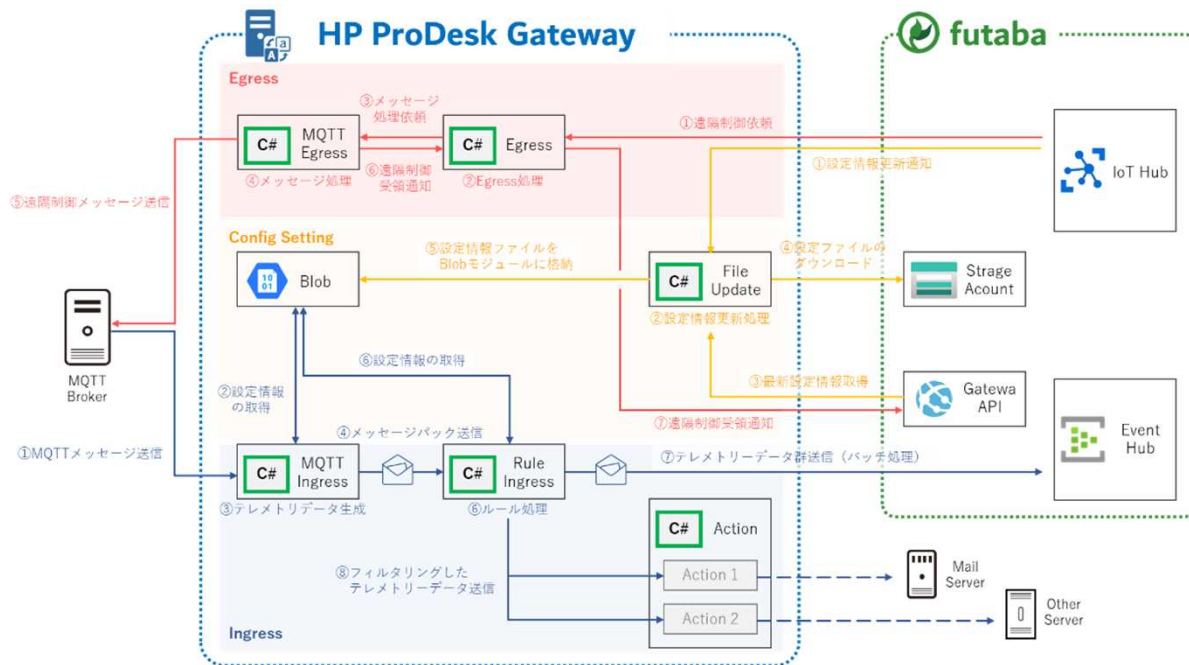 HP ProDesk Gateway
futaba
Egress
③メッセージ
処理依頼
①遠隔制御依頼
C#
MQTT
Egress
C#
Egress
①設定情報更新通知
IoT Hub
④メッセージ処理
⑥遠隔制御
受領通知
②Egress処理
⑤遠隔制御メッセージ送信
Config Setting
⑤設定情報ファイルを
Blobモジュールに格納
④設定ファイルの
ダウンロード
10
01
Blob
C#
File
Update
Strage
Acount
②設定情報更新処理
MQTT
Broker
⑥設定情報の取得
②設定情報
の取得
③最新設定情報取得
Gatewa
API
④メッセージパック送信
⑦遠隔制御受領通知
①MQTTメッセージ送信
C#
MQTT
Ingress
C#
Rule
Ingress
⑦テレメトリーデータ群送信（バッチ処理）
Event
Hub
③テレメトリデータ生成
⑥ルール処理
C#
Action
⑧フィルタリングした
テレメトリーデータ送信
Action 1
Mail
Server
Action 2
Other
Server
Ingress